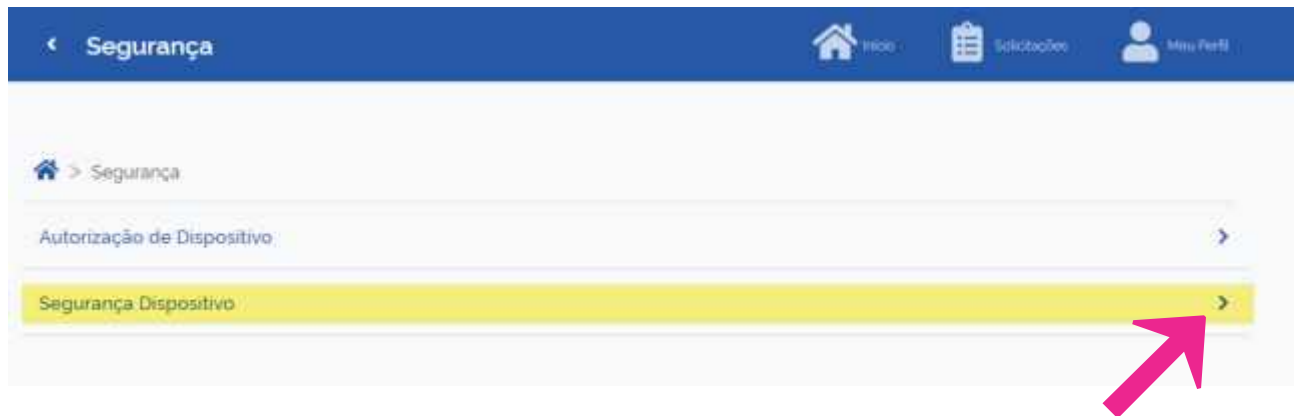 Segurança
Início
Solicitações
Meu Perfil
> Segurança
Autorização de Dispositivo
Segurança Dispositivo